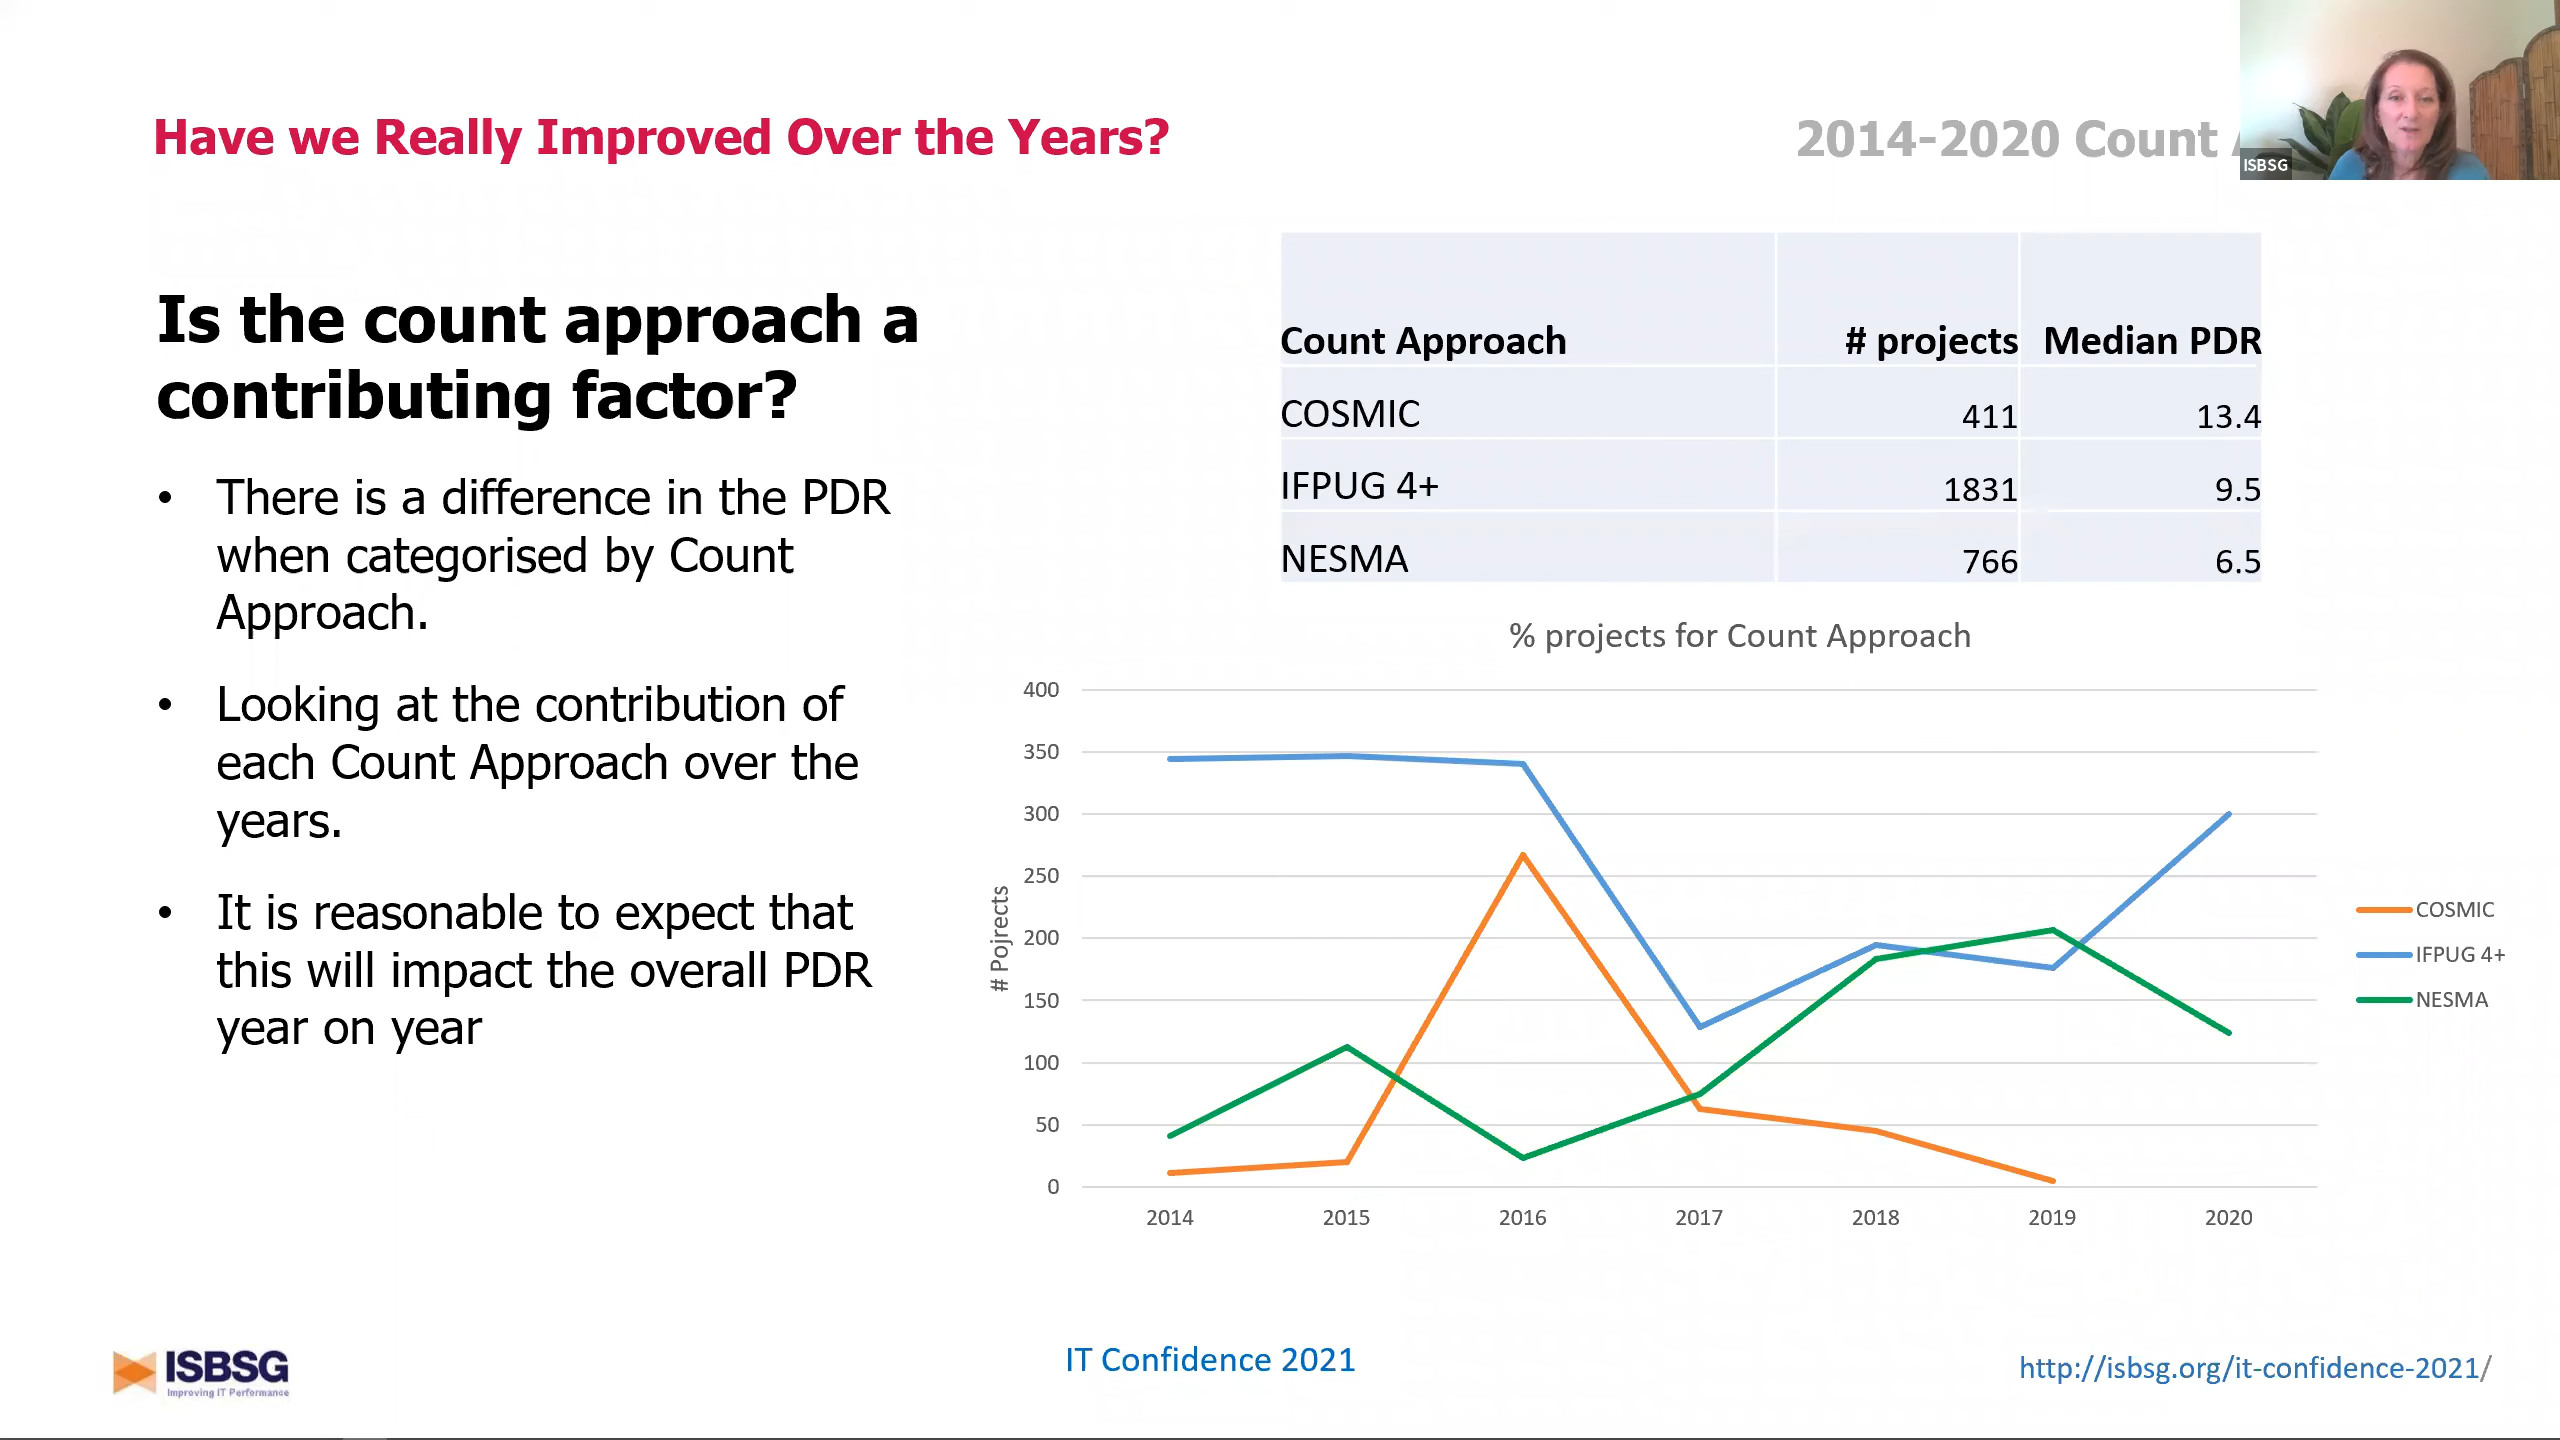 Have we Really Improved Over the Years?
2014-2020 Count
ISBSG
Is the count approach a
contributing factor?
• There is a difference in the PDR
when categorised by Count
Approach.
• Looking at the contribution of
each Count Approach over the
years.
• It is reasonable to expect that
this will impact the overall PDR
year on year
Count Approach # projects Median PDR
COSMIC 411 13.4
IFPUG 4+ 1831 9.5
NESMA 766 6.5
% projects for Count Approach
# Pojrects
400
350
300
250
200
150
100
50
0
2014 2015 2016 2017 2018 2019 2020
COSMIC
IFPUG 4+
NESMA
ISBSG
Improving IT Performance
IT Confidence 2021
http://isbsg.org/it-confidence-2021/